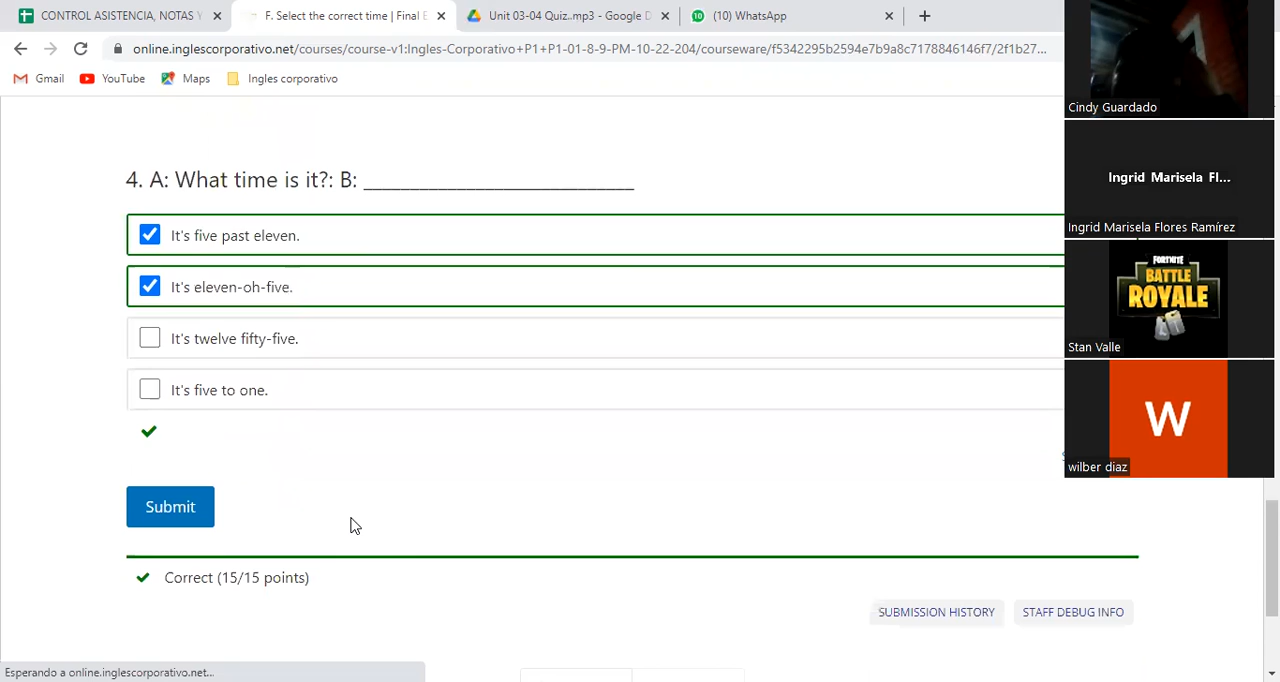 CONTROL ASISTENCIA, NOTAS Y
F. Select the correct time | Final E
Unit 03-04 Quiz..mp3 - Google D
(10) WhatsApp
online.inglescorporativo.net/courses/course-v1:Ingles-Corporativo+P1+P1-01-8-9-PM-10-22-204/courseware/f5342295b2594e7b9a8c7178846146f7/2f1b27...
Gmail
YouTube
Maps
Ingles corporativo
4. A: What time is it?: B: ____________________________
It's five past eleven.
It's eleven-oh-five.
It's twelve fifty-five.
It's five to one.
Submit
Correct (15/15 points)
SUBMISSION HISTORY
STAFF DEBUG INFO
Esperando a online.inglescorporativo.net...
Cindy Guardado
Ingrid Marisela Fl...
Ingrid Marisela Flores Ramírez
FORTNITE
BATTLE
ROYALE
Stan Valle
W
wilber diaz